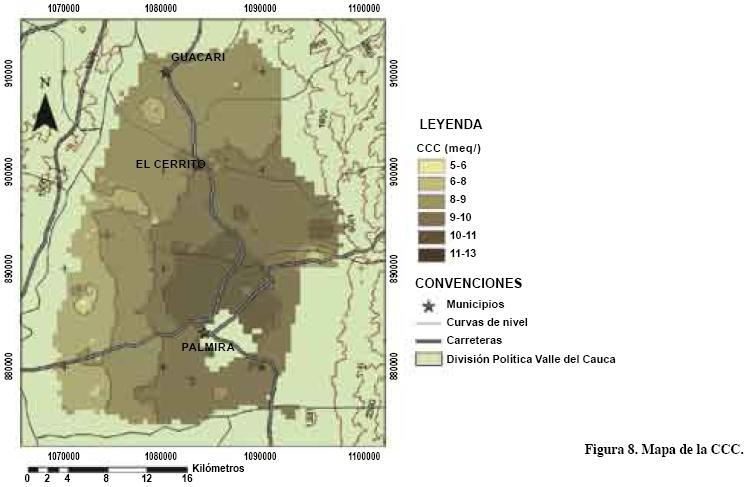 1070000 1080000 1090000 1100000
910000 900000 890000 880000
910000 900000 890000 880000
N
GUACARI
EL CERRITO
PALMIRA
1070000 1080000 1090000 1100000
0 2 4 8 12 16 Kilómetros
LEYENDA
CCC (meq/)
5-6
6-8
8-9
9-10
10-11
11-13
CONVENCIONES
Municipios
Curvas de nivel
Carreteras
División Política Valle del Cauca
Figura 8. Mapa de la CCC.